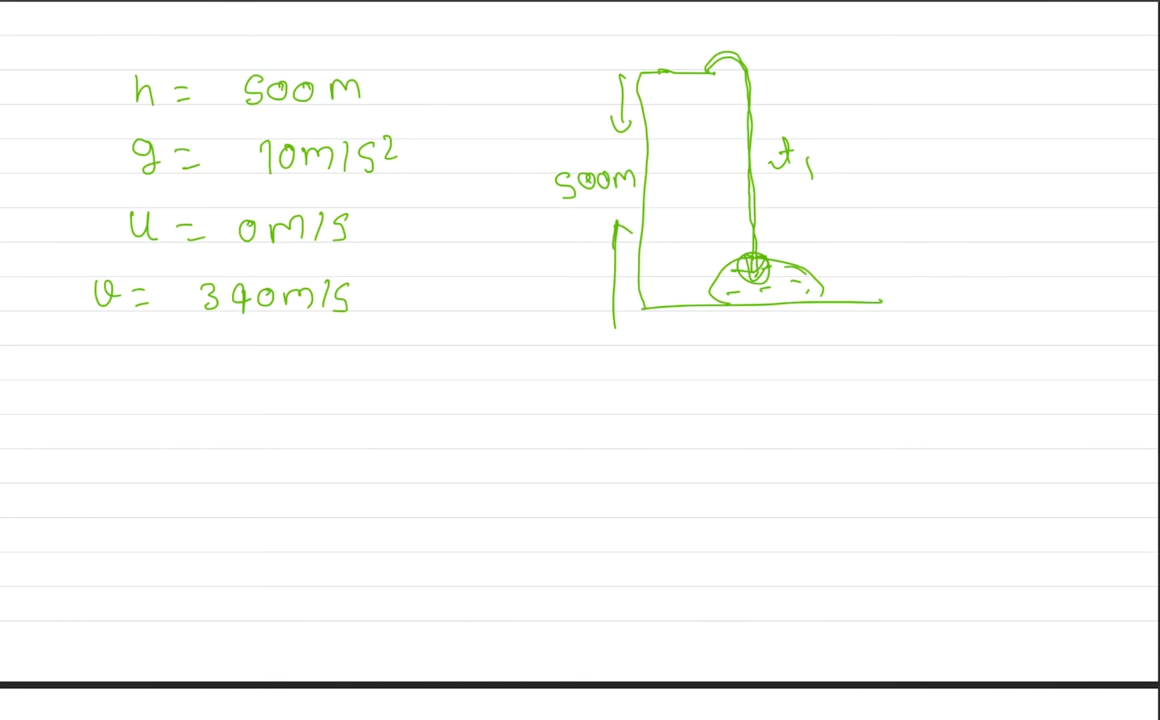 h = 500m
g = 10m/s2
u = 0m/s
v = 340m/s
500m
t1